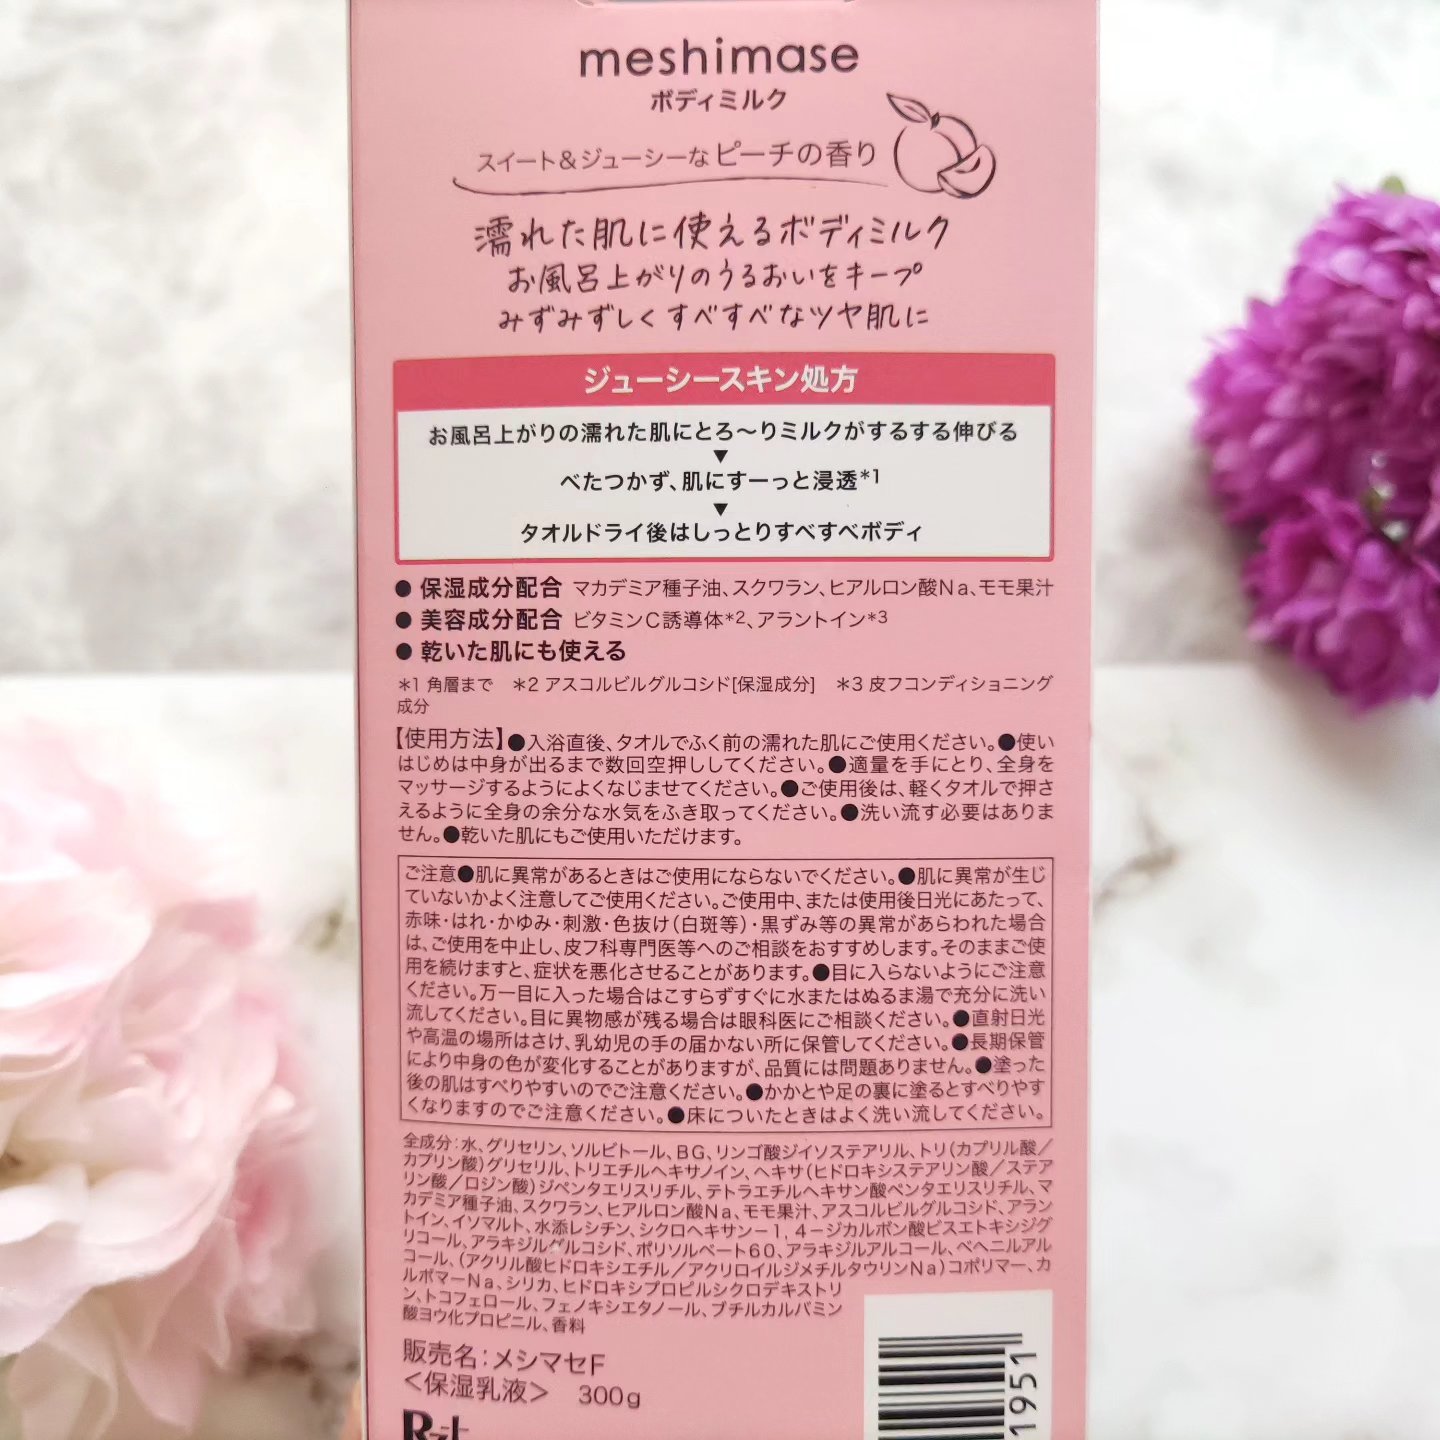 meshimase
ボディミルク
スイート&ジューシーなピーチの香り
濡れた肌に使えるボディミルク
お風呂上がりのうるおいをキープ
みずみずしくすべすべなツヤ肌に
ジューシースキン処方
お風呂上がりの濡れた肌にとろ〜りミルクがするする伸びる
▼
べたつかず、肌にすーっと浸透*1
▼
タオルドライ後はしっとりすべすべボディ
● 保湿成分配合 マカデミア種子油、スクワラン、ヒアルロン酸Na、モモ果汁
● 美容成分配合 ビタミンC誘導体*2、アラントイン*3
● 乾いた肌にも使える
*1 角層まで *2 アスコルビルグルコシド[保湿成分] *3 皮フコンディショニング
成分
【使用方法】●入浴直後、タオルでふく前の濡れた肌にご使用ください。●使い
はじめは中身が出るまで数回空押ししてください。●適量を手にとり、全身を
マッサージするようによくなじませてください。●ご使用後は、軽くタオルで押さ
えるように全身の余分な水気をふき取ってください。●洗い流す必要はありま
せん。●乾いた肌にもご使用いただけます。
ご注意●肌に異常があるときはご使用にならないでください。●肌に異常が生じ
ていないかよく注意してご使用ください。ご使用中、または使用後日光にあたって、
赤味・はれ・かゆみ・刺激・色抜け(白斑等)・黒ずみ等の異常があらわれた場合
は、ご使用を中止し、皮フ科専門医等へのご相談をおすすめします。そのままご使
用を続けますと、症状を悪化させることがあります。●目に入らないようにご注意
ください。万一目に入った場合はこすらずすぐに水またはぬるま湯で充分に洗い
流してください。目に異物感が残る場合は眼科医にご相談ください。●直射日光
や高温の場所はさけ、乳幼児の手の届かない所に保管してください。●長期保管
により中身の色が変化することがありますが、品質には問題ありません。●塗った
後の肌はすべりやすいのでご注意ください。●かかとや足の裏に塗るとすべりやす
くなりますのでご注意ください。●床についたときはよく洗い流してください。
全成分:水、グリセリン、ソルビトール、BG、リンゴ酸ジイソステアリル、トリ(カプリル酸/
カプリン酸)グリセリル、トリエチルヘキサノイン、ヘキサ(ヒドロキシステアリン酸/ステア
リン酸/ロジン酸)ジペンタエリスリチル、テトラエチルヘキサン酸ペンタエリスリチル、マ
カデミア種子油、スクワラン、ヒアルロン酸Na、モモ果汁、アスコルビルグルコシド、アラン
トイン、イソマルト、水添レシチン、シクロヘキサン-1,4-ジカルボン酸ビスエトキシジグ
リコール、アラキジルグルコシド、ポリソルベート60、アラキジルアルコール、ベヘニルアル
コール、(アクリル酸ヒドロキシエチル/アクリロイルジメチルタウリンNa)コポリマー、カ
ルボマーNa、シリカ、ヒドロキシプロピルシクロデキストリ
ン、トコフェロール、フェノキシエタノール、ブチルカルバミン
酸ヨウ化プロピニル、香料
販売名:メシマセF
<保湿乳液> 300g
1951